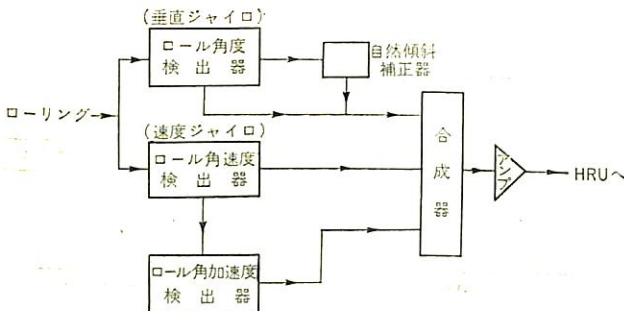 (垂直ジャイロ)
ロール角度
検出器
自然傾斜
補正器
ローリング
(速度ジャイロ)
ロール角速度
検出器
合成器
アンプ
HRUへ
ロール角加速度
検出器